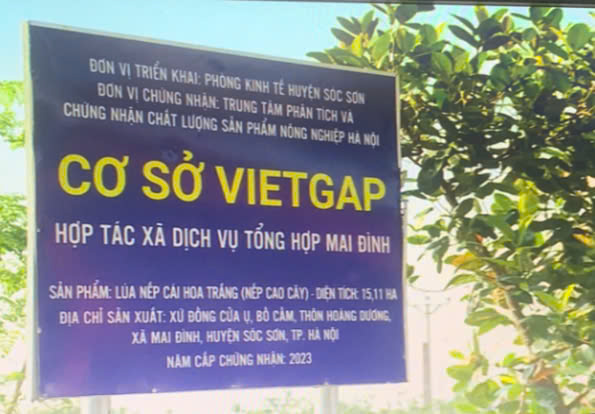 ĐƠN VỊ TRIỂN KHAI: PHÒNG KINH TẾ HUYỆN SÓC SƠN
ĐƠN VỊ CHỨNG NHẬN: TRUNG TÂM PHÂN TÍCH VÀ
CHỨNG NHẬN CHẤT LƯỢNG SẢN PHẨM NÔNG NGHIỆP HÀ NỘI
CƠ SỞ VIETGAP
HỢP TÁC XÃ DỊCH VỤ TỔNG HỢP MAI ĐÌNH
SẢN PHẨM: LÚA NẾP CÁI HOA TRẮNG (NẾP CAO CÂY) - DIỆN TÍCH: 15,11 HA
ĐỊA CHỈ SẢN XUẤT: XỨ ĐỒNG CỬA Ụ, BỜ CẢM, THÔN HOÀNG DƯƠNG,
XÃ MAI ĐÌNH, HUYỆN SÓC SƠN, TP. HÀ NỘI
NĂM CẤP CHỨNG NHẬN: 2023